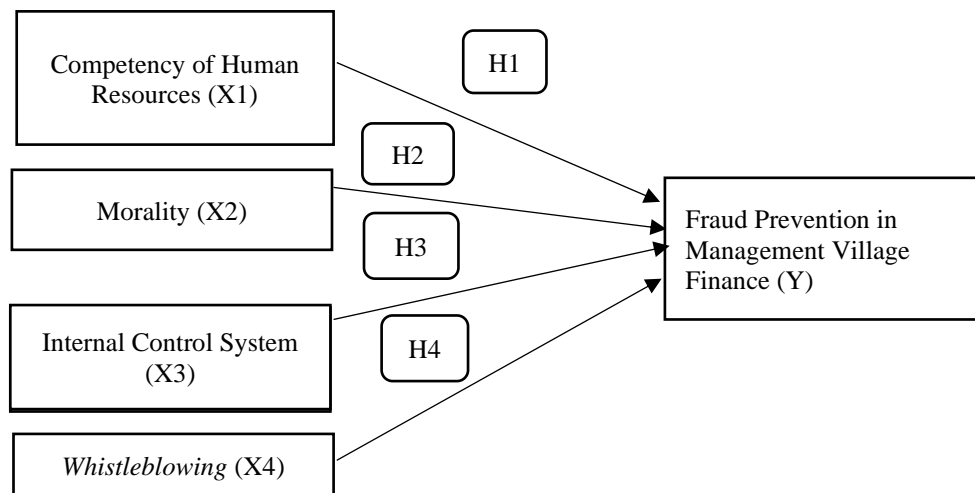 Competency of Human
Resources (X1)
H1
H2
Morality (X2)
H3
Fraud Prevention in
Management Village
Finance (Y)
Internal Control System
(X3)
H4
Whistleblowing (X4)